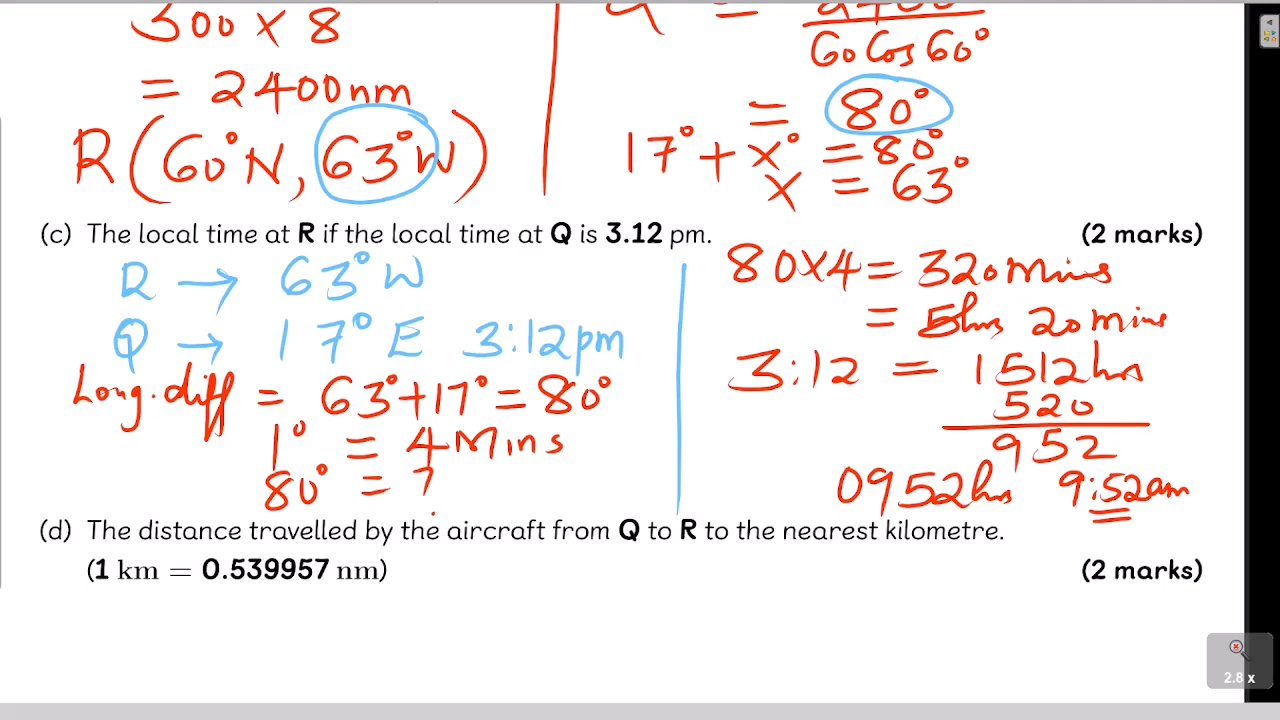 300 × 8
= 2400nm
R(60°N, 63°W)
= 2400
60 Cos 60°
= 80°
17° + x° = 80°
x = 63°
(c) The local time at R if the local time at Q is 3.12 pm. (2 marks)
R → 63° W
Q → 17° E 3:12pm
Long. diff = 63° + 17° = 80°
1° = 4 Mins
80° = ?
80×4 = 320 Mins
= 5hrs 20 mins
3:12 = 1512hrs
520
952
0952hrs 9:52am
(d) The distance travelled by the aircraft from Q to R to the nearest kilometre.
(1 km = 0.539957 nm) (2 marks)
2.8 x